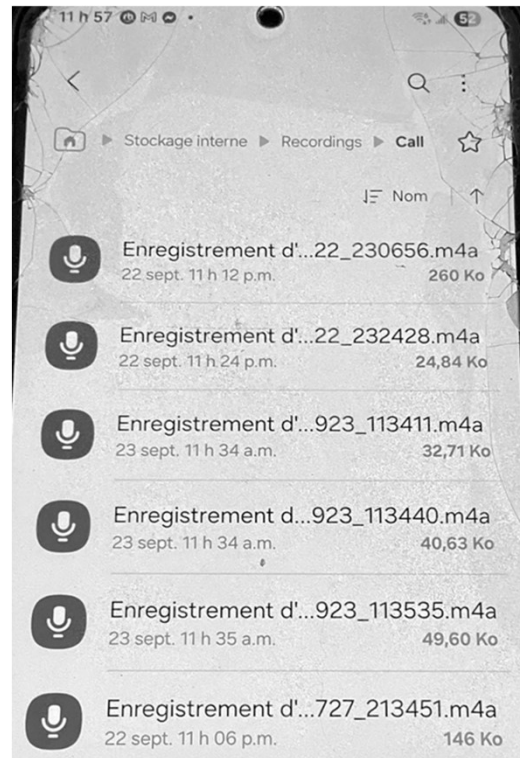 11 h 57
52
Stockage interne ▶ Recordings ▶ Call
Nom
Enregistrement d'...22_230656.m4a
22 sept. 11 h 12 p.m. 260 Ko
Enregistrement d'...22_232428.m4a
22 sept. 11 h 24 p.m. 24,84 Ko
Enregistrement d'...923_113411.m4a
23 sept. 11 h 34 a.m. 32,71 Ko
Enregistrement d...923_113440.m4a
23 sept. 11 h 34 a.m. 40,63 Ko
Enregistrement d'...923_113535.m4a
23 sept. 11 h 35 a.m. 49,60 Ko
Enregistrement d'...727_213451.m4a
22 sept. 11 h 06 p.m. 146 Ko